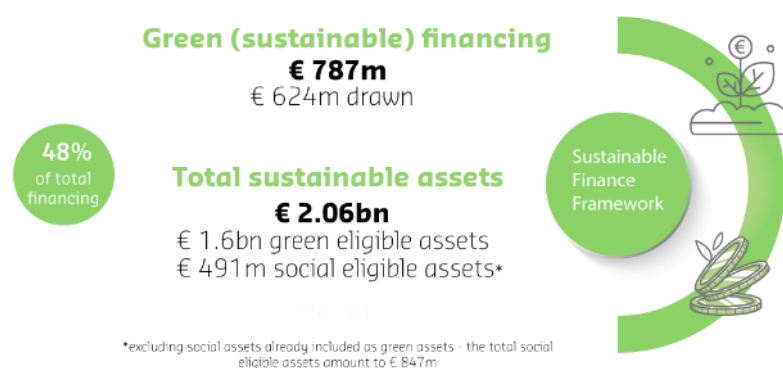 Green (sustainable) financing
€ 787m
€ 624m drawn
48%
of total
financing
Total sustainable assets
€ 2.06bn
€ 1.6bn green eligible assets
€ 491m social eligible assets*
Sustainable
Finance
Framework
€
*excluding social assets already included as green assets - the total social
eligible assets amount to € 847m